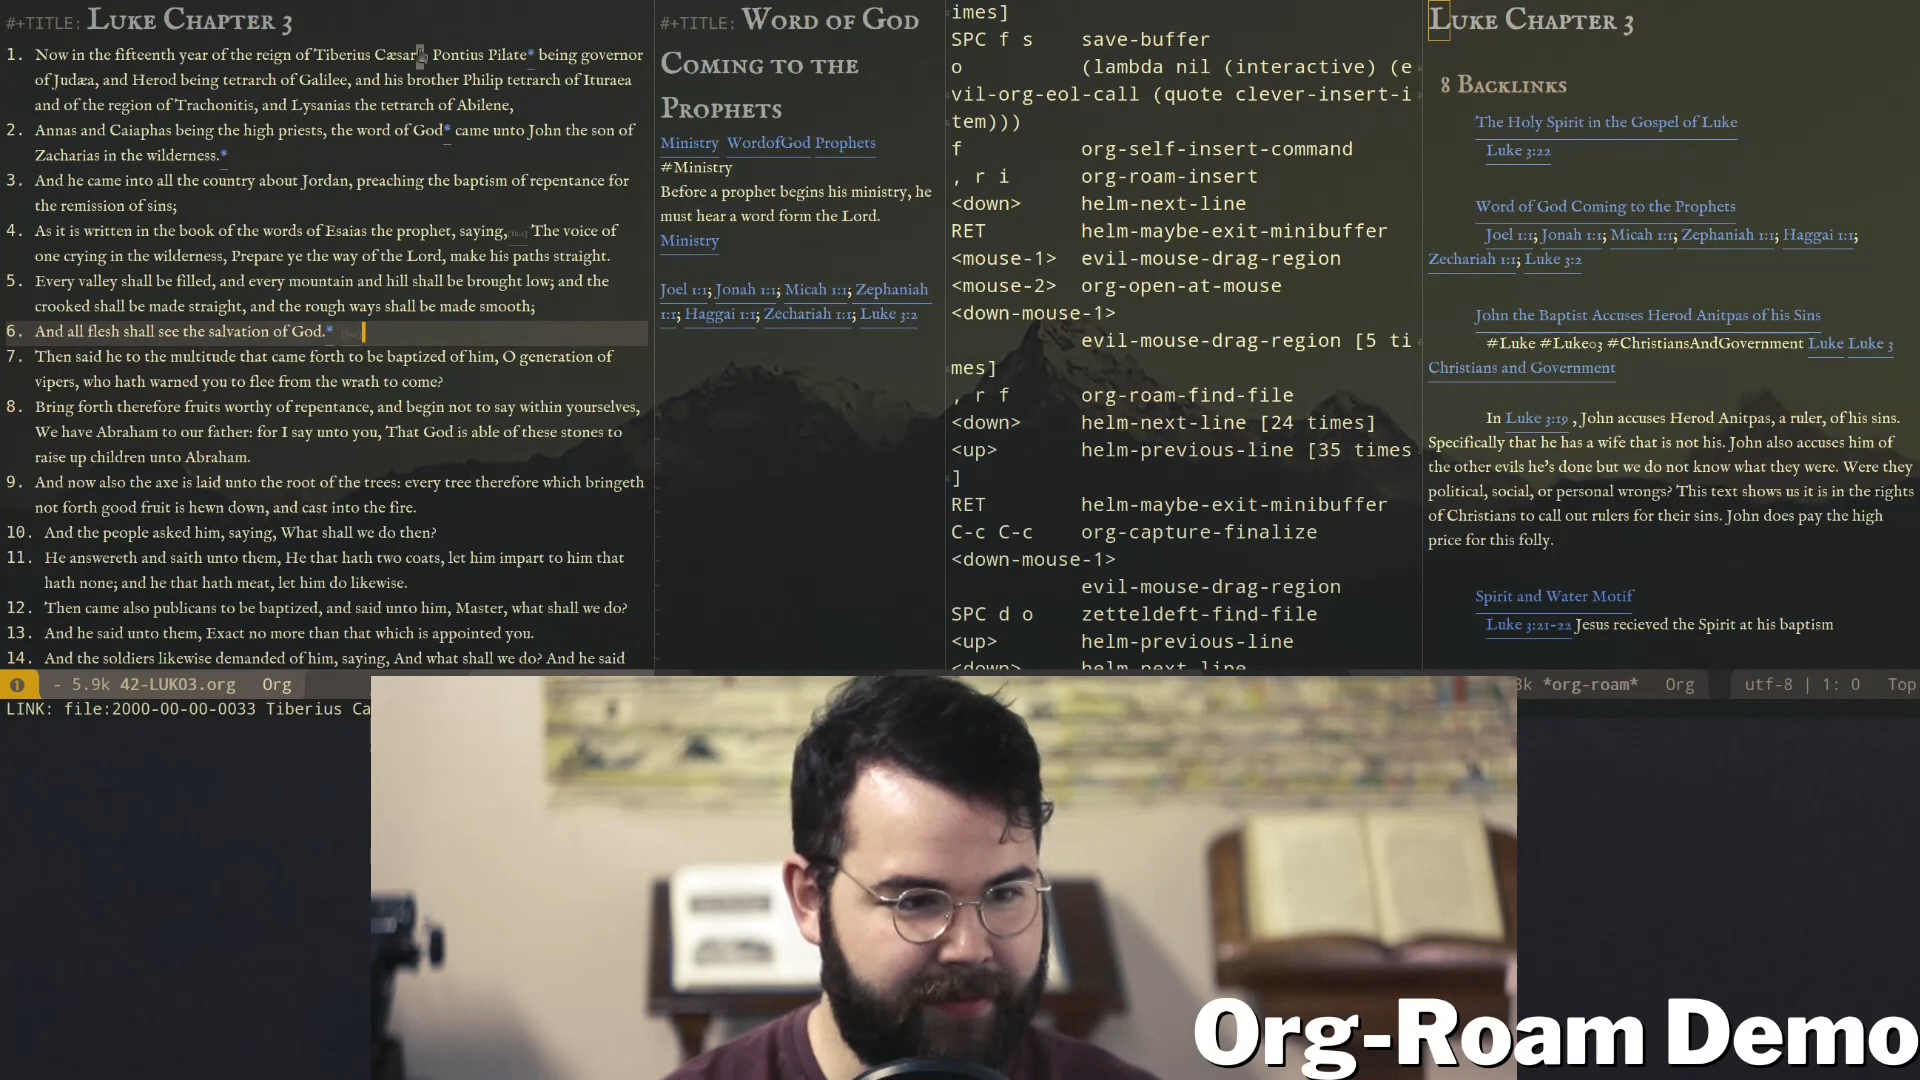 #+TITLE: Luke Chapter 3
1. Now in the fifteenth year of the reign of Tiberius Cæsar Pontius Pilate* being governor
of Judæa, and Herod being tetrarch of Galilee, and his brother Philip tetrarch of Ituraea
and of the region of Trachonitis, and Lysanias the tetrarch of Abilene,
2. Annas and Caiaphas being the high priests, the word of God* came unto John the son of
Zacharias in the wilderness.*
3. And he came into all the country about Jordan, preaching the baptism of repentance for
the remission of sins;
4. As it is written in the book of the words of Esaias the prophet, saying, The voice of
one crying in the wilderness, Prepare ye the way of the Lord, make his paths straight.
5. Every valley shall be filled, and every mountain and hill shall be brought low; and the
crooked shall be made straight, and the rough ways shall be made smooth;
6. And all flesh shall see the salvation of God.*
7. Then said he to the multitude that came forth to be baptized of him, O generation of
vipers, who hath warned you to flee from the wrath to come?
8. Bring forth therefore fruits worthy of repentance, and begin not to say within yourselves,
We have Abraham to our father: for I say unto you, That God is able of these stones to
raise up children unto Abraham.
9. And now also the axe is laid unto the root of the trees: every tree therefore which bringeth
not forth good fruit is hewn down, and cast into the fire.
10. And the people asked him, saying, What shall we do then?
11. He answereth and saith unto them, He that hath two coats, let him impart to him that
hath none; and he that hath meat, let him do likewise.
12. Then came also publicans to be baptized, and said unto him, Master, what shall we do?
13. And he said unto them, Exact no more than that which is appointed you.
14. And the soldiers likewise demanded of him, saying, And what shall we do? And he said
- 5.9k 42-LUK03.org Org
LINK: file:2000-00-00-0033 Tiberius Ca
#+TITLE: Word of God
Coming to the
Prophets
Ministry WordofGod Prophets
#Ministry
Before a prophet begins his ministry, he
must hear a word form the Lord.
Ministry
Joel 1:1; Jonah 1:1; Micah 1:1; Zephaniah
1:1; Haggai 1:1; Zechariah 1:1; Luke 3:2
imes]
SPC f s save-buffer
o (lambda nil (interactive) (e
vil-org-eol-call (quote clever-insert-i
tem)))
f org-self-insert-command
, r i org-roam-insert
<down> helm-next-line
RET helm-maybe-exit-minibuffer
<mouse-1> evil-mouse-drag-region
<mouse-2> org-open-at-mouse
<down-mouse-1>
evil-mouse-drag-region [5 ti
mes]
, r f org-roam-find-file
<down> helm-next-line [24 times]
<up> helm-previous-line [35 times
]
RET helm-maybe-exit-minibuffer
C-c C-c org-capture-finalize
<down-mouse-1>
evil-mouse-drag-region
SPC d o zetteldeft-find-file
<up> helm-previous-line
<down> helm-next-line
Luke Chapter 3
8 Backlinks
The Holy Spirit in the Gospel of Luke
Luke 3:22
Word of God Coming to the Prophets
Joel 1:1; Jonah 1:1; Micah 1:1; Zephaniah 1:1; Haggai 1:1;
Zechariah 1:1; Luke 3:2
John the Baptist Accuses Herod Anitpas of his Sins
#Luke #Luke03 #ChristiansAndGovernment Luke Luke 3
Christians and Government
In Luke 3:19 , John accuses Herod Anitpas, a ruler, of his sins.
Specifically that he has a wife that is not his. John also accuses him of
the other evils he's done but we do not know what they were. Were they
political, social, or personal wrongs? This text shows us it is in the rights
of Christians to call out rulers for their sins. John does pay the high
price for this folly.
Spirit and Water Motif
Luke 3:21-22 Jesus recieved the Spirit at his baptism
8k *org-roam* Org utf-8 | 1: 0 Top
Org-Roam Demo